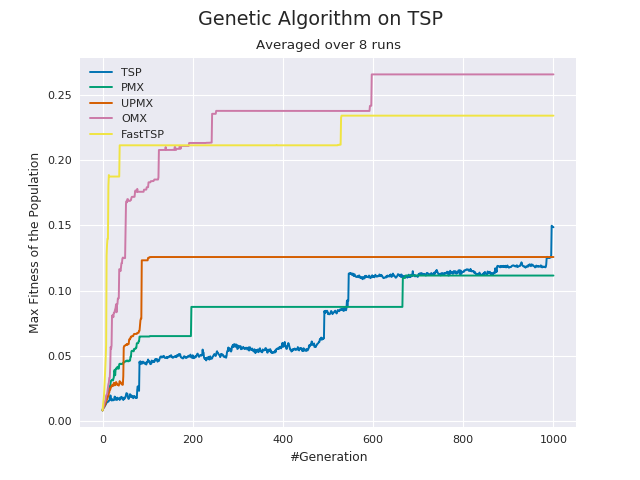 Genetic Algorithm on TSP
Averaged over 8 runs
TSP
PMX
UPMX
OMX
FastTSP
Max Fitness of the Population
0.25
0.20
0.15
0.10
0.05
0.00
0 200 400 600 800 1000
#Generation